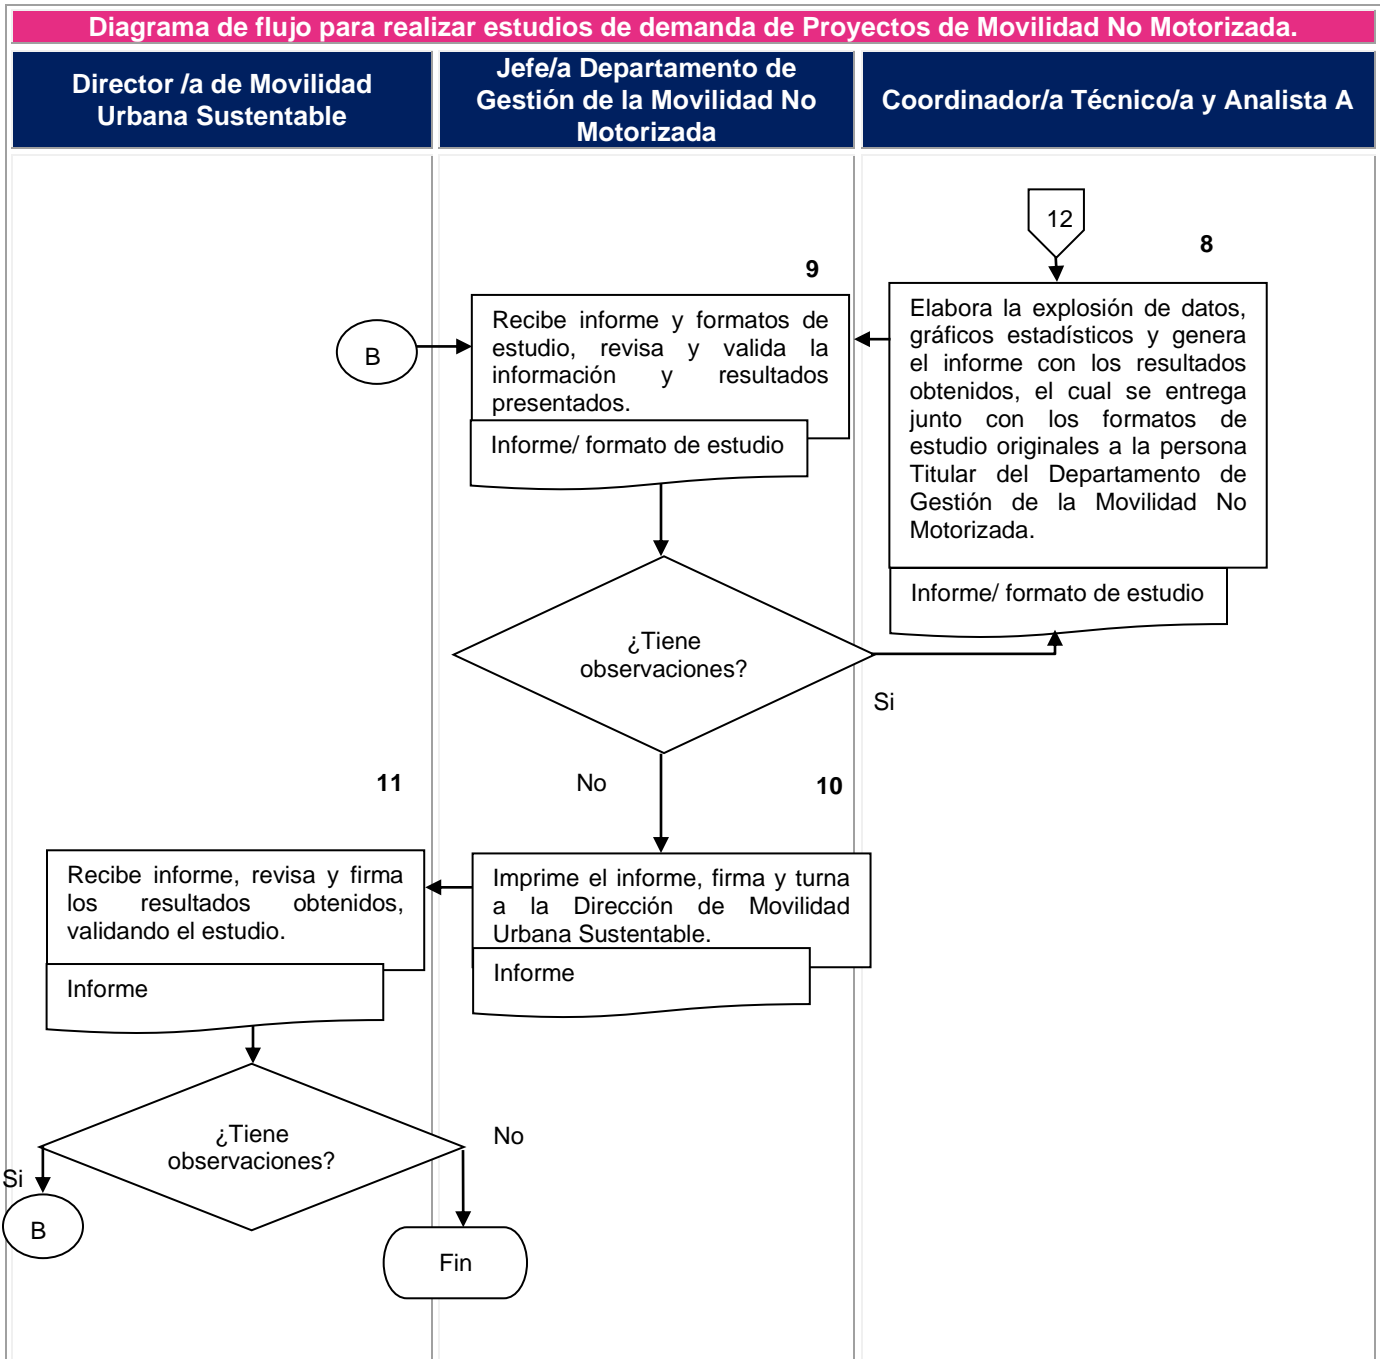 Diagrama de flujo para realizar estudios de demanda de Proyectos de Movilidad No Motorizada.
Director /a de Movilidad
Urbana Sustentable
Jefe/a Departamento de
Gestión de la Movilidad No
Motorizada
Coordinador/a Técnico/a y Analista A
12
8
Elabora la explosión de datos,
gráficos estadísticos y genera
el informe con los resultados
obtenidos, el cual se entrega
junto con los formatos de
estudio originales a la persona
Titular del Departamento de
Gestión de la Movilidad No
Motorizada.
Informe/ formato de estudio
9
B
Recibe informe y formatos de
estudio, revisa y valida la
información y resultados
presentados.
Informe/ formato de estudio
¿Tiene
observaciones?
Si
No
10
Imprime el informe, firma y turna
a la Dirección de Movilidad
Urbana Sustentable.
Informe
11
Recibe informe, revisa y firma
los resultados obtenidos,
validando el estudio.
Informe
¿Tiene
observaciones?
No
Si
B
Fin